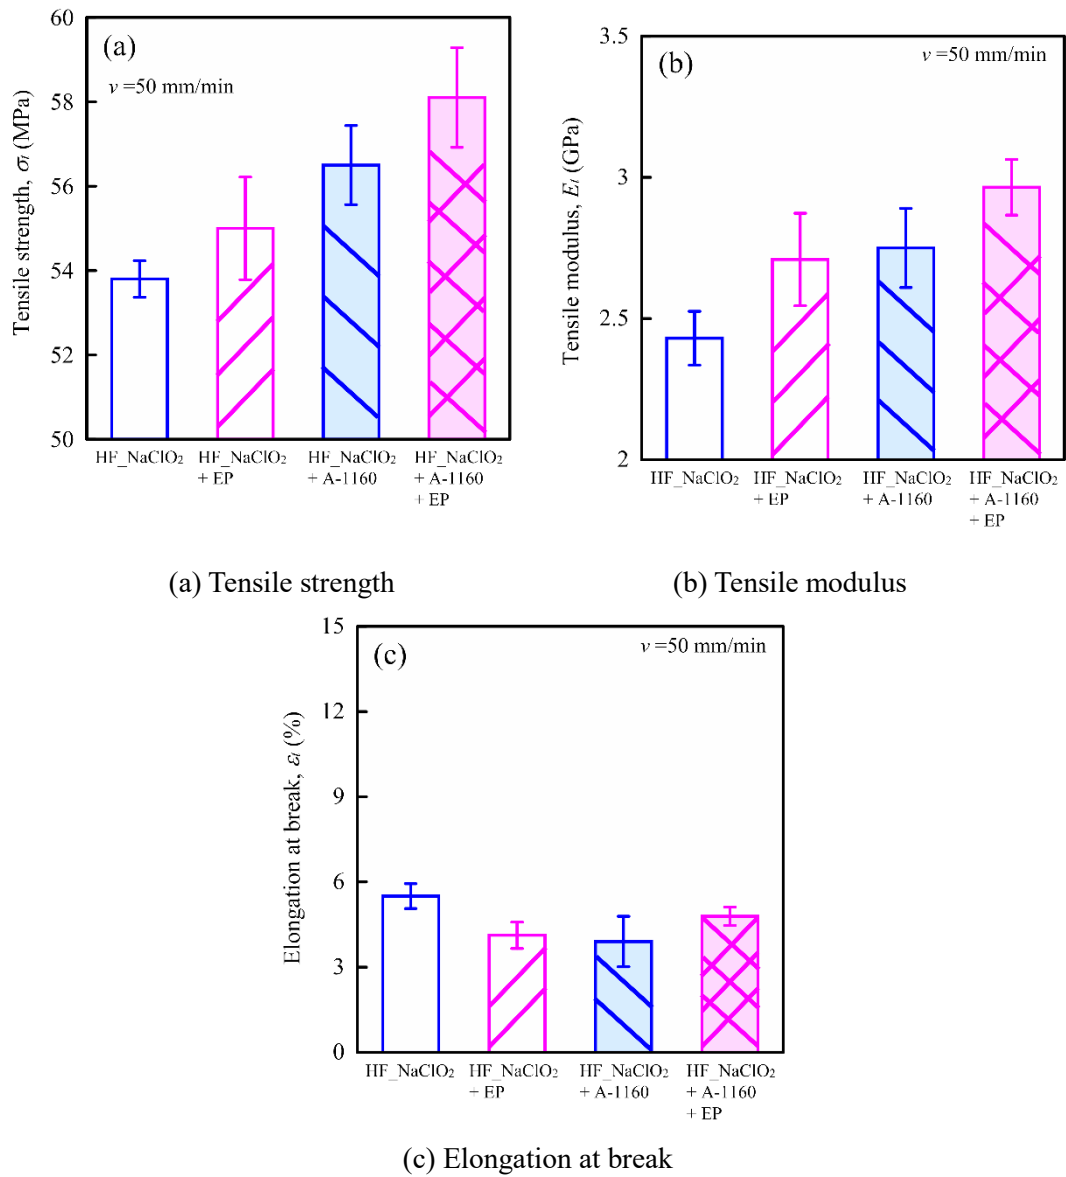 (a)
v =50 mm/min
Tensile strength, σt (MPa)
60
58
56
54
52
50
HF_NaClO₂
HF_NaClO₂
+ EP
HF_NaClO₂
+ A-1160
HF_NaClO₂
+ A-1160
+ EP
(a) Tensile strength
(b)
v =50 mm/min
Tensile modulus, Et (GPa)
3.5
3
2.5
2
HF_NaClO₂
HF_NaClO₂
+ EP
HF_NaClO₂
+ A-1160
HF_NaClO₂
+ A-1160
+ EP
(b) Tensile modulus
(c)
v =50 mm/min
Elongation at break, εt (%)
15
12
9
6
3
0
HF_NaClO₂
HF_NaClO₂
+ EP
HF_NaClO₂
+ A-1160
HF_NaClO₂
+ A-1160
+ EP
(c) Elongation at break